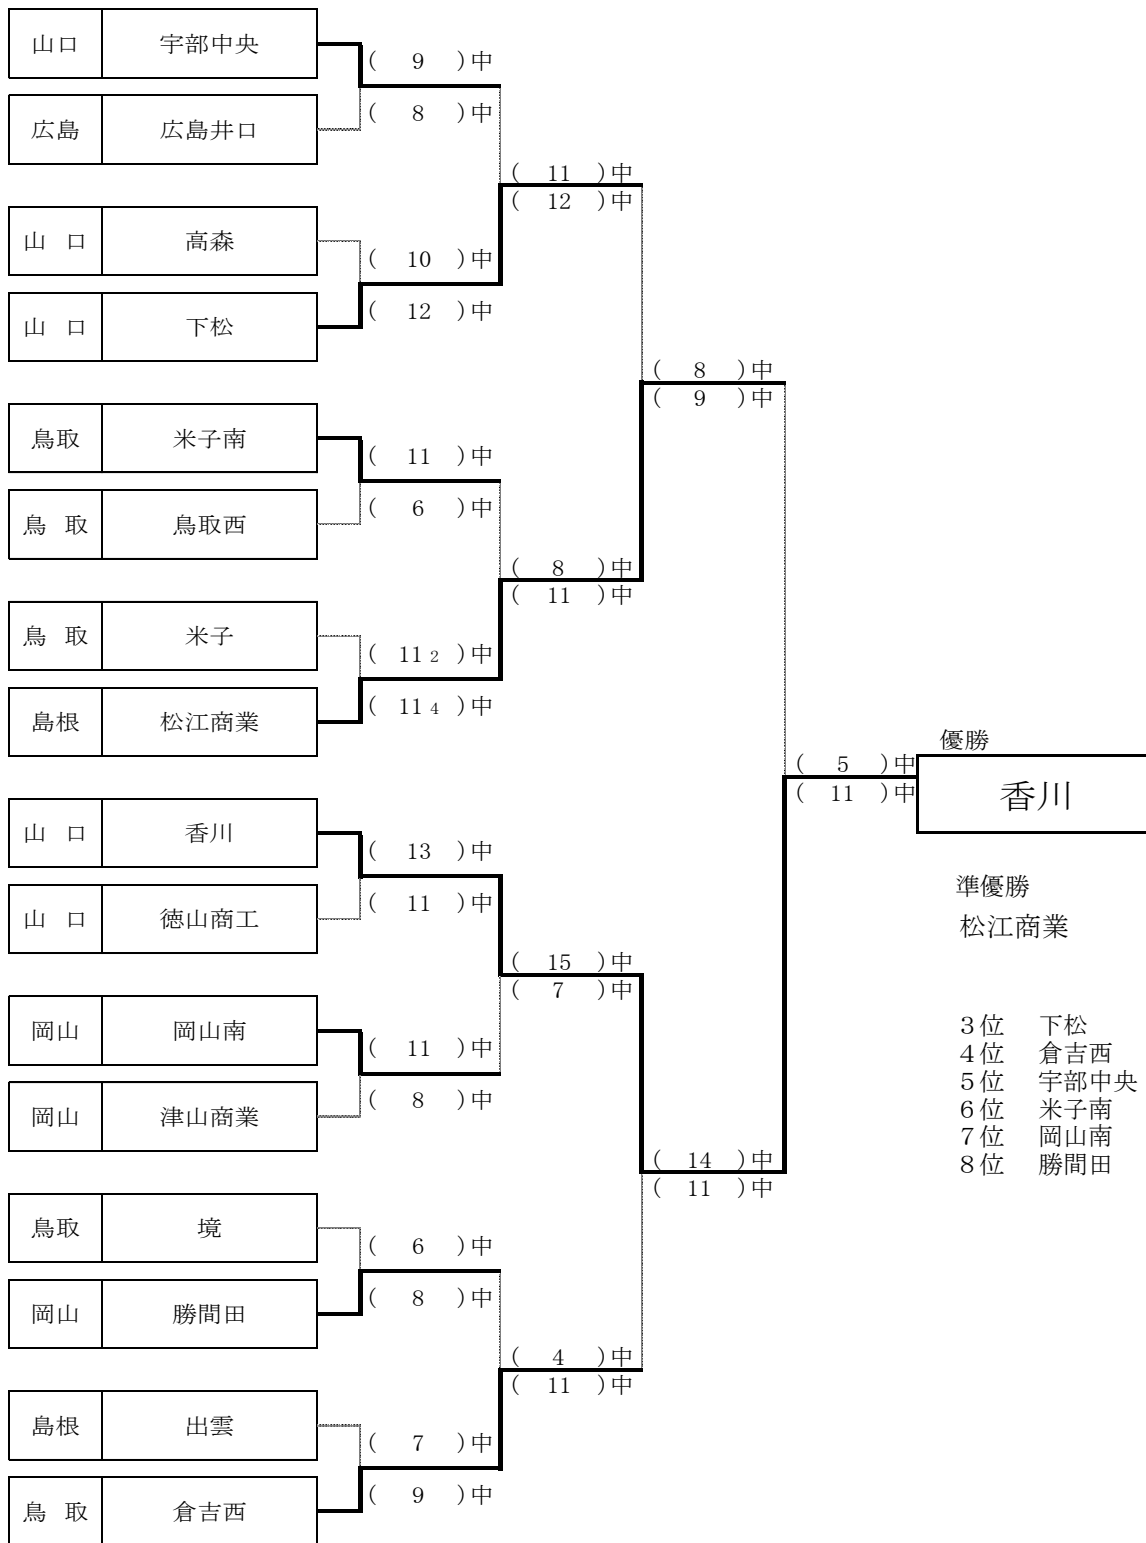 山口 宇部中央
( 9 )中
( 8 )中
広島 広島井口
( 11 )中
( 12 )中
山 口 高森
( 10 )中
( 12 )中
山 口 下松
( 8 )中
( 9 )中
鳥取 米子南
( 11 )中
( 6 )中
鳥 取 鳥取西
( 8 )中
( 11 )中
鳥 取 米子
( 11 2 )中
( 11 4 )中
島根 松江商業
優勝
( 5 )中
( 11 )中
香川
山 口 香川
( 13 )中
( 11 )中
山 口 徳山商工
準優勝
松江商業
( 15 )中
( 7 )中
岡山 岡山南
( 11 )中
( 8 )中
岡山 津山商業
3位 下松
4位 倉吉西
5位 宇部中央
6位 米子南
7位 岡山南
8位 勝間田
( 14 )中
( 11 )中
鳥取 境
( 6 )中
( 8 )中
岡山 勝間田
( 4 )中
( 11 )中
島根 出雲
( 7 )中
( 9 )中
鳥 取 倉吉西